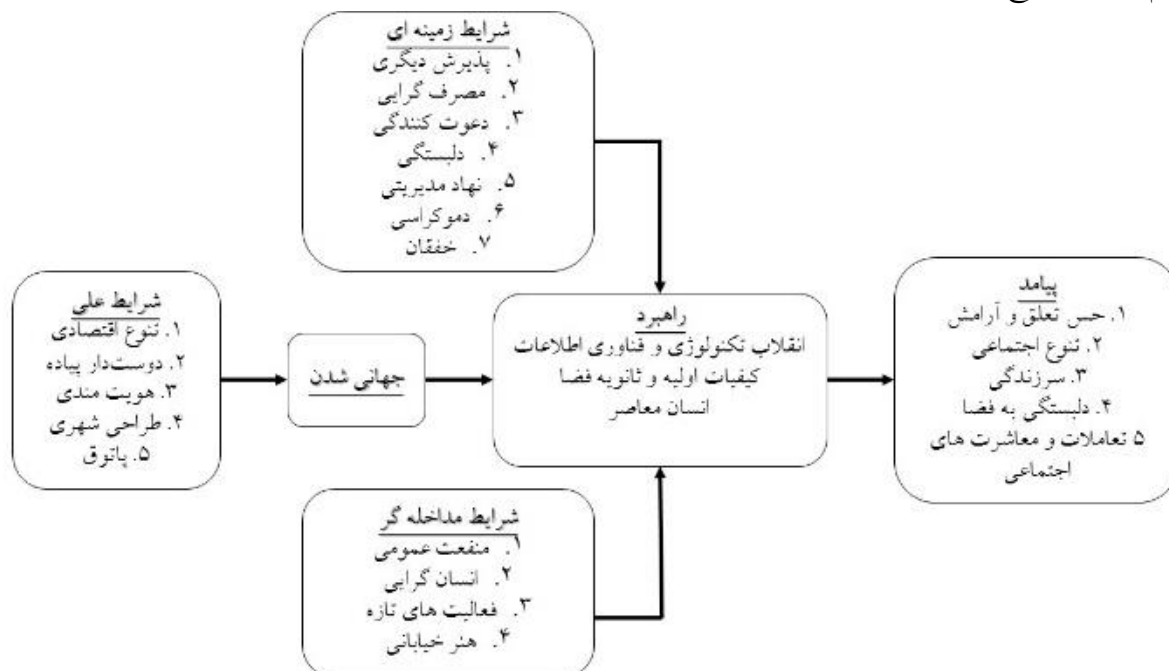 شرایط زمینه ای
۱. پذیرش دیگری
۲. مصرف گرایی
۳. دعوت کنندگی
۴. دلبستگی
۵. نهاد مدیریتی
۶. دموکراسی
۷. خفقان
شرایط علی
۱. تنوع اقتصادی
۲. دوست‌دار پیاده
۳. هویت مندی
۴. طراحی شهری
۵. پاتوق
جهانی شدن
راهبرد
انقلاب تکنولوژی و فناوری اطلاعات
کیفیات اولیه و ثانویه فضا
انسان معاصر
پیامد
۱. حس تعلق و آرامش
۲. تنوع اجتماعی
۳. سرزندگی
۴. دلبستگی به فضا
۵ تعاملات و معاشرت های
اجتماعی
شرایط مداخله گر
۱. منفعت عمومی
۲. انسان گرایی
۳. فعالیت های تازه
۴. هنر خیابانی